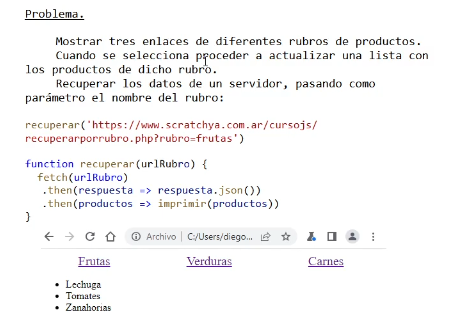 Problema.
Mostrar tres enlaces de diferentes rubros de productos.
Cuando se selecciona proceder a actualizar una lista con
los productos de dicho rubro.
Recuperar los datos de un servidor, pasando como
parámetro el nombre del rubro:
recuperar('https://www.scratchya.com.ar/cursojs/
recuperarporrubro.php?rubro=frutas')
function recuperar(urlRubro) {
fetch(urlRubro)
.then(respuesta => respuesta.json())
.then(productos => imprimir(productos))
}
Archivo | C:/Users/diego...
Frutas Verduras Carnes
• Lechuga
• Tomates
• Zanahorias